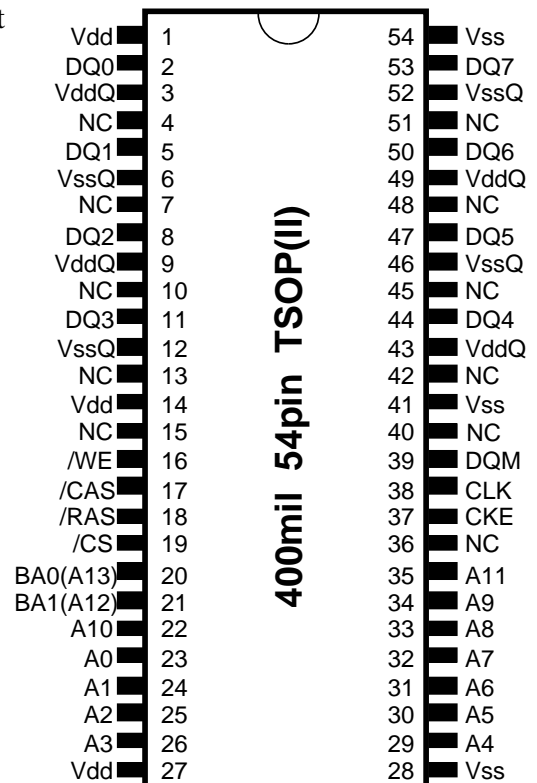 t
Vdd 1 54 Vss
DQ0 2 53 DQ7
VddQ 3 52 VssQ
NC 4 51 NC
DQ1 5 50 DQ6
VssQ 6 49 VddQ
NC 7 48 NC
DQ2 8 47 DQ5
VddQ 9 46 VssQ
NC 10 45 NC
DQ3 11 44 DQ4
VssQ 12 43 VddQ
NC 13 42 NC
Vdd 14 41 Vss
NC 15 40 NC
/WE 16 39 DQM
/CAS 17 38 CLK
/RAS 18 37 CKE
/CS 19 36 NC
BA0(A13) 20 35 A11
BA1(A12) 21 34 A9
A10 22 33 A8
A0 23 32 A7
A1 24 31 A6
A2 25 30 A5
A3 26 29 A4
Vdd 27 28 Vss
400mil 54pin TSOP(II)